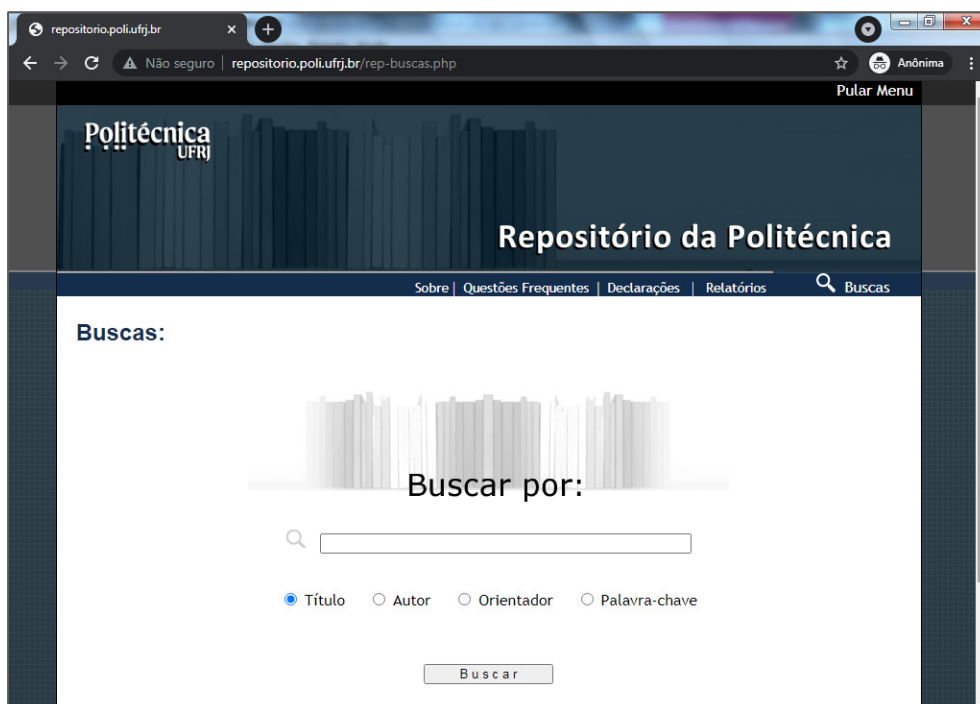 repositorio.poli.ufrj.br
Não seguro | repositorio.poli.ufrj.br/rep-buscas.php
Anônima
Pular Menu
Politécnica
UFRJ
Repositório da Politécnica
Sobre | Questões Frequentes | Declarações | Relatórios
Buscas
Buscas:
Buscar por:
Título
Autor
Orientador
Palavra-chave
Buscar